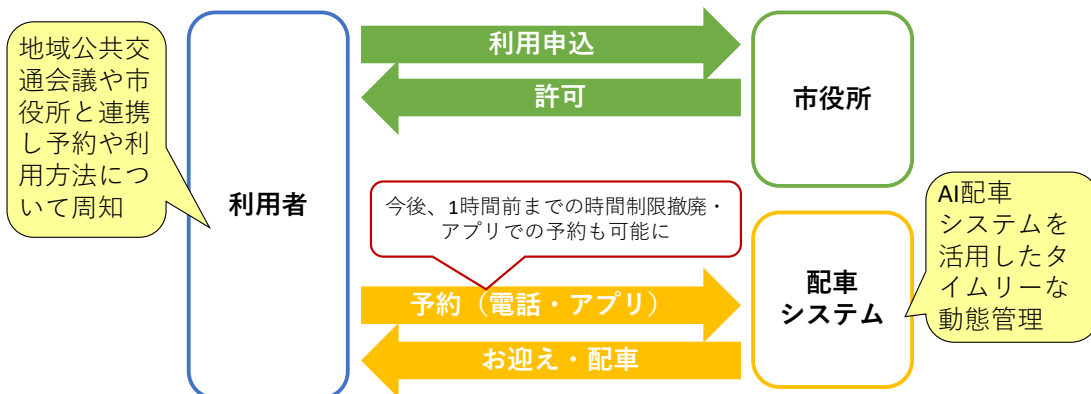 地域公共交
通会議や市
役所と連携
し予約や利
用方法につ
いて周知
利用者
利用申込
許可
市役所
今後、1時間前までの時間制限撤廃・
アプリでの予約も可能に
予約（電話・アプリ）
お迎え・配車
配車
システム
AI配車
システムを
活用したタ
イムリーな
動態管理